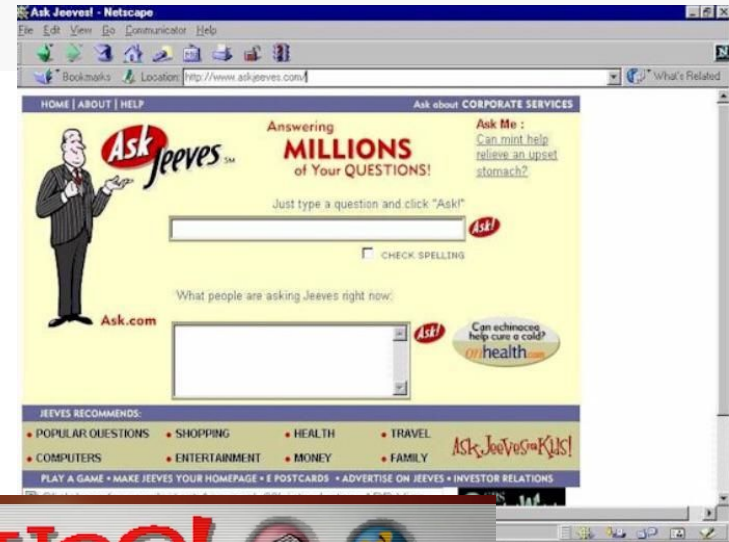 Ask Jeeves! - Netscape
File Edit View Go Communicator Help
Bookmarks Location: http://www.askjeeves.com/ What's Related
HOME | ABOUT | HELP
Ask about CORPORATE SERVICES
Ask Jeeves SM
Answering
MILLIONS
of Your QUESTIONS!
Ask Me :
Can mint help
relieve an upset
stomach?
Just type a question and click "Ask!"
Ask!
CHECK SPELLING
What people are asking Jeeves right now:
Ask!
Ask.com
Can echinacea
help cure a cold?
onhealth.com
JEEVES RECOMMENDS:
• POPULAR QUESTIONS • SHOPPING • HEALTH • TRAVEL
• COMPUTERS • ENTERTAINMENT • MONEY • FAMILY
Ask Jeeves For Kids!
PLAY A GAME • MAKE JEEVES YOUR HOMEPAGE • E POSTCARDS • ADVERTISE ON JEEVES • INVESTOR RELATIONS